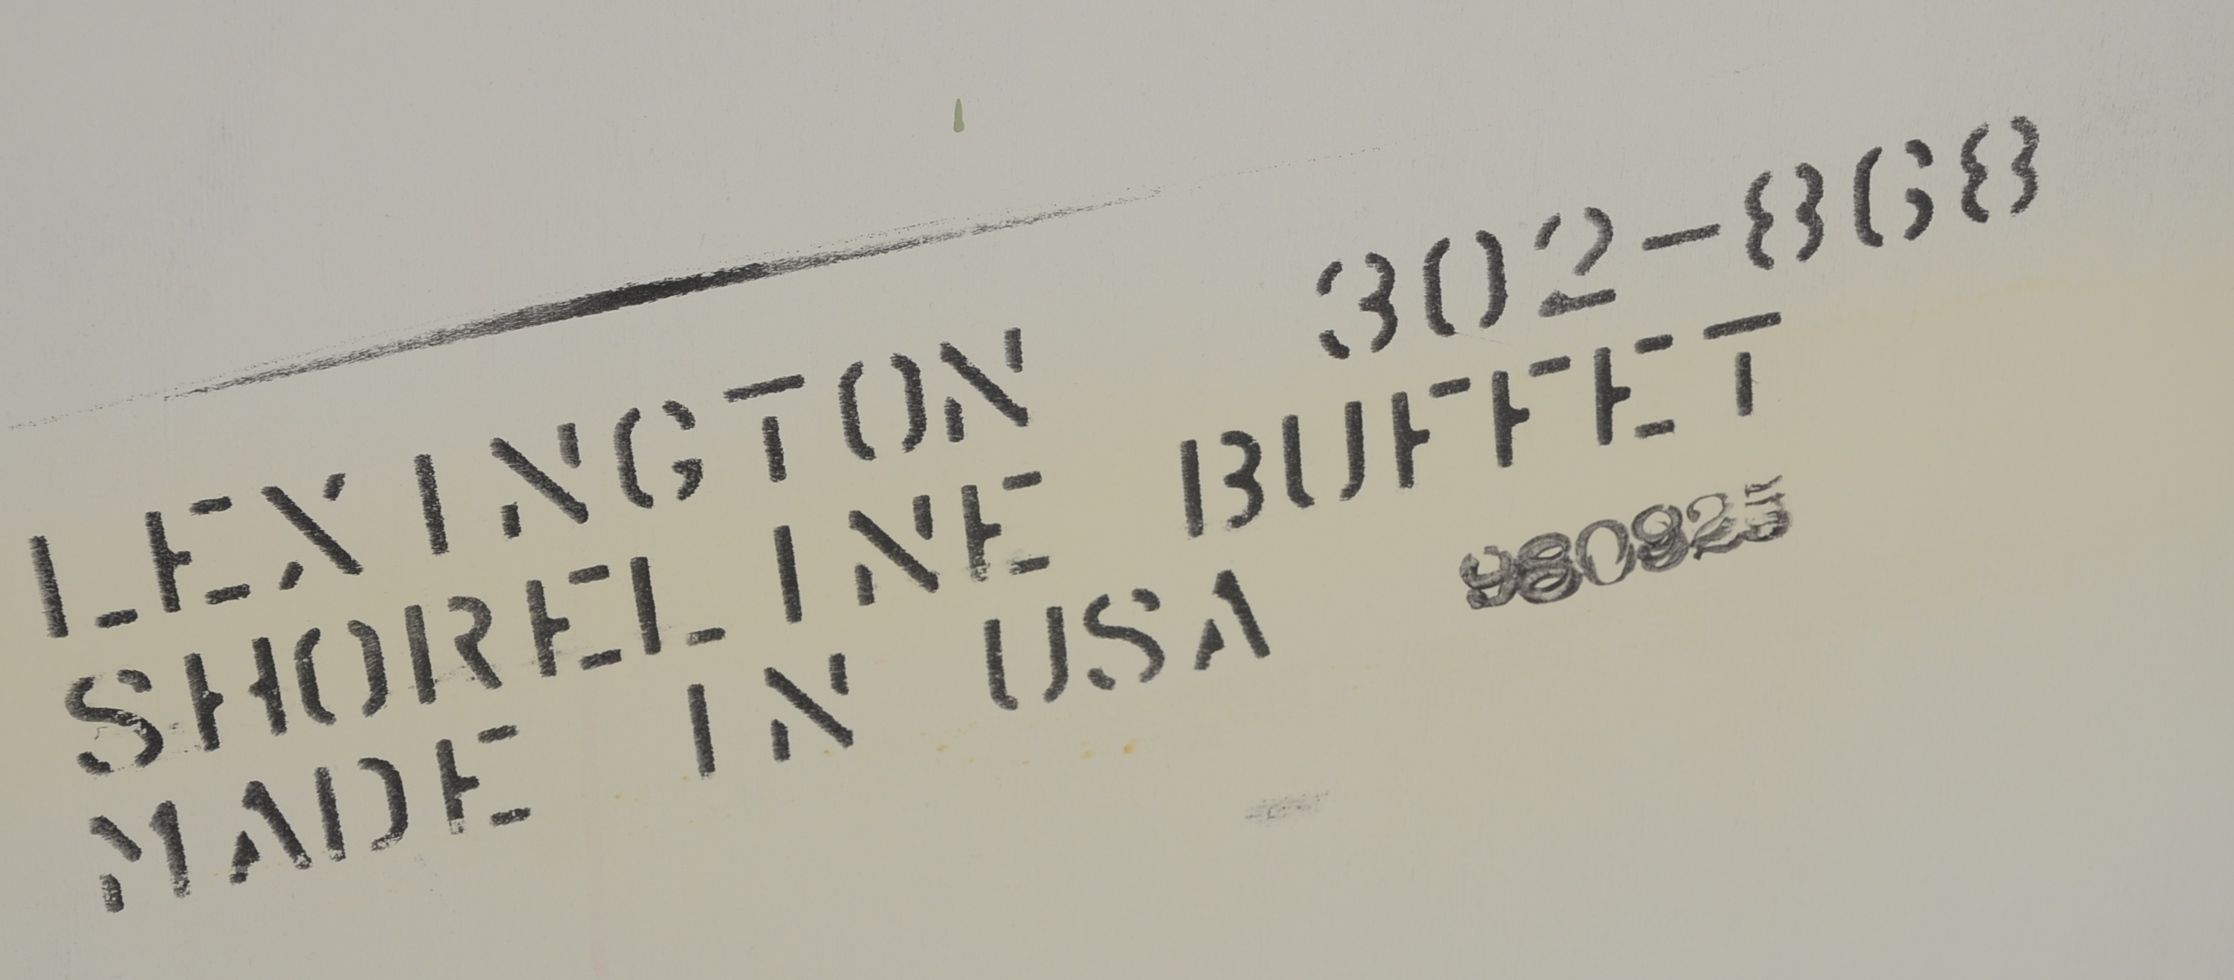 LEXINGTON 302-868
SHORELINE BUFFET
MADE IN USA 980925